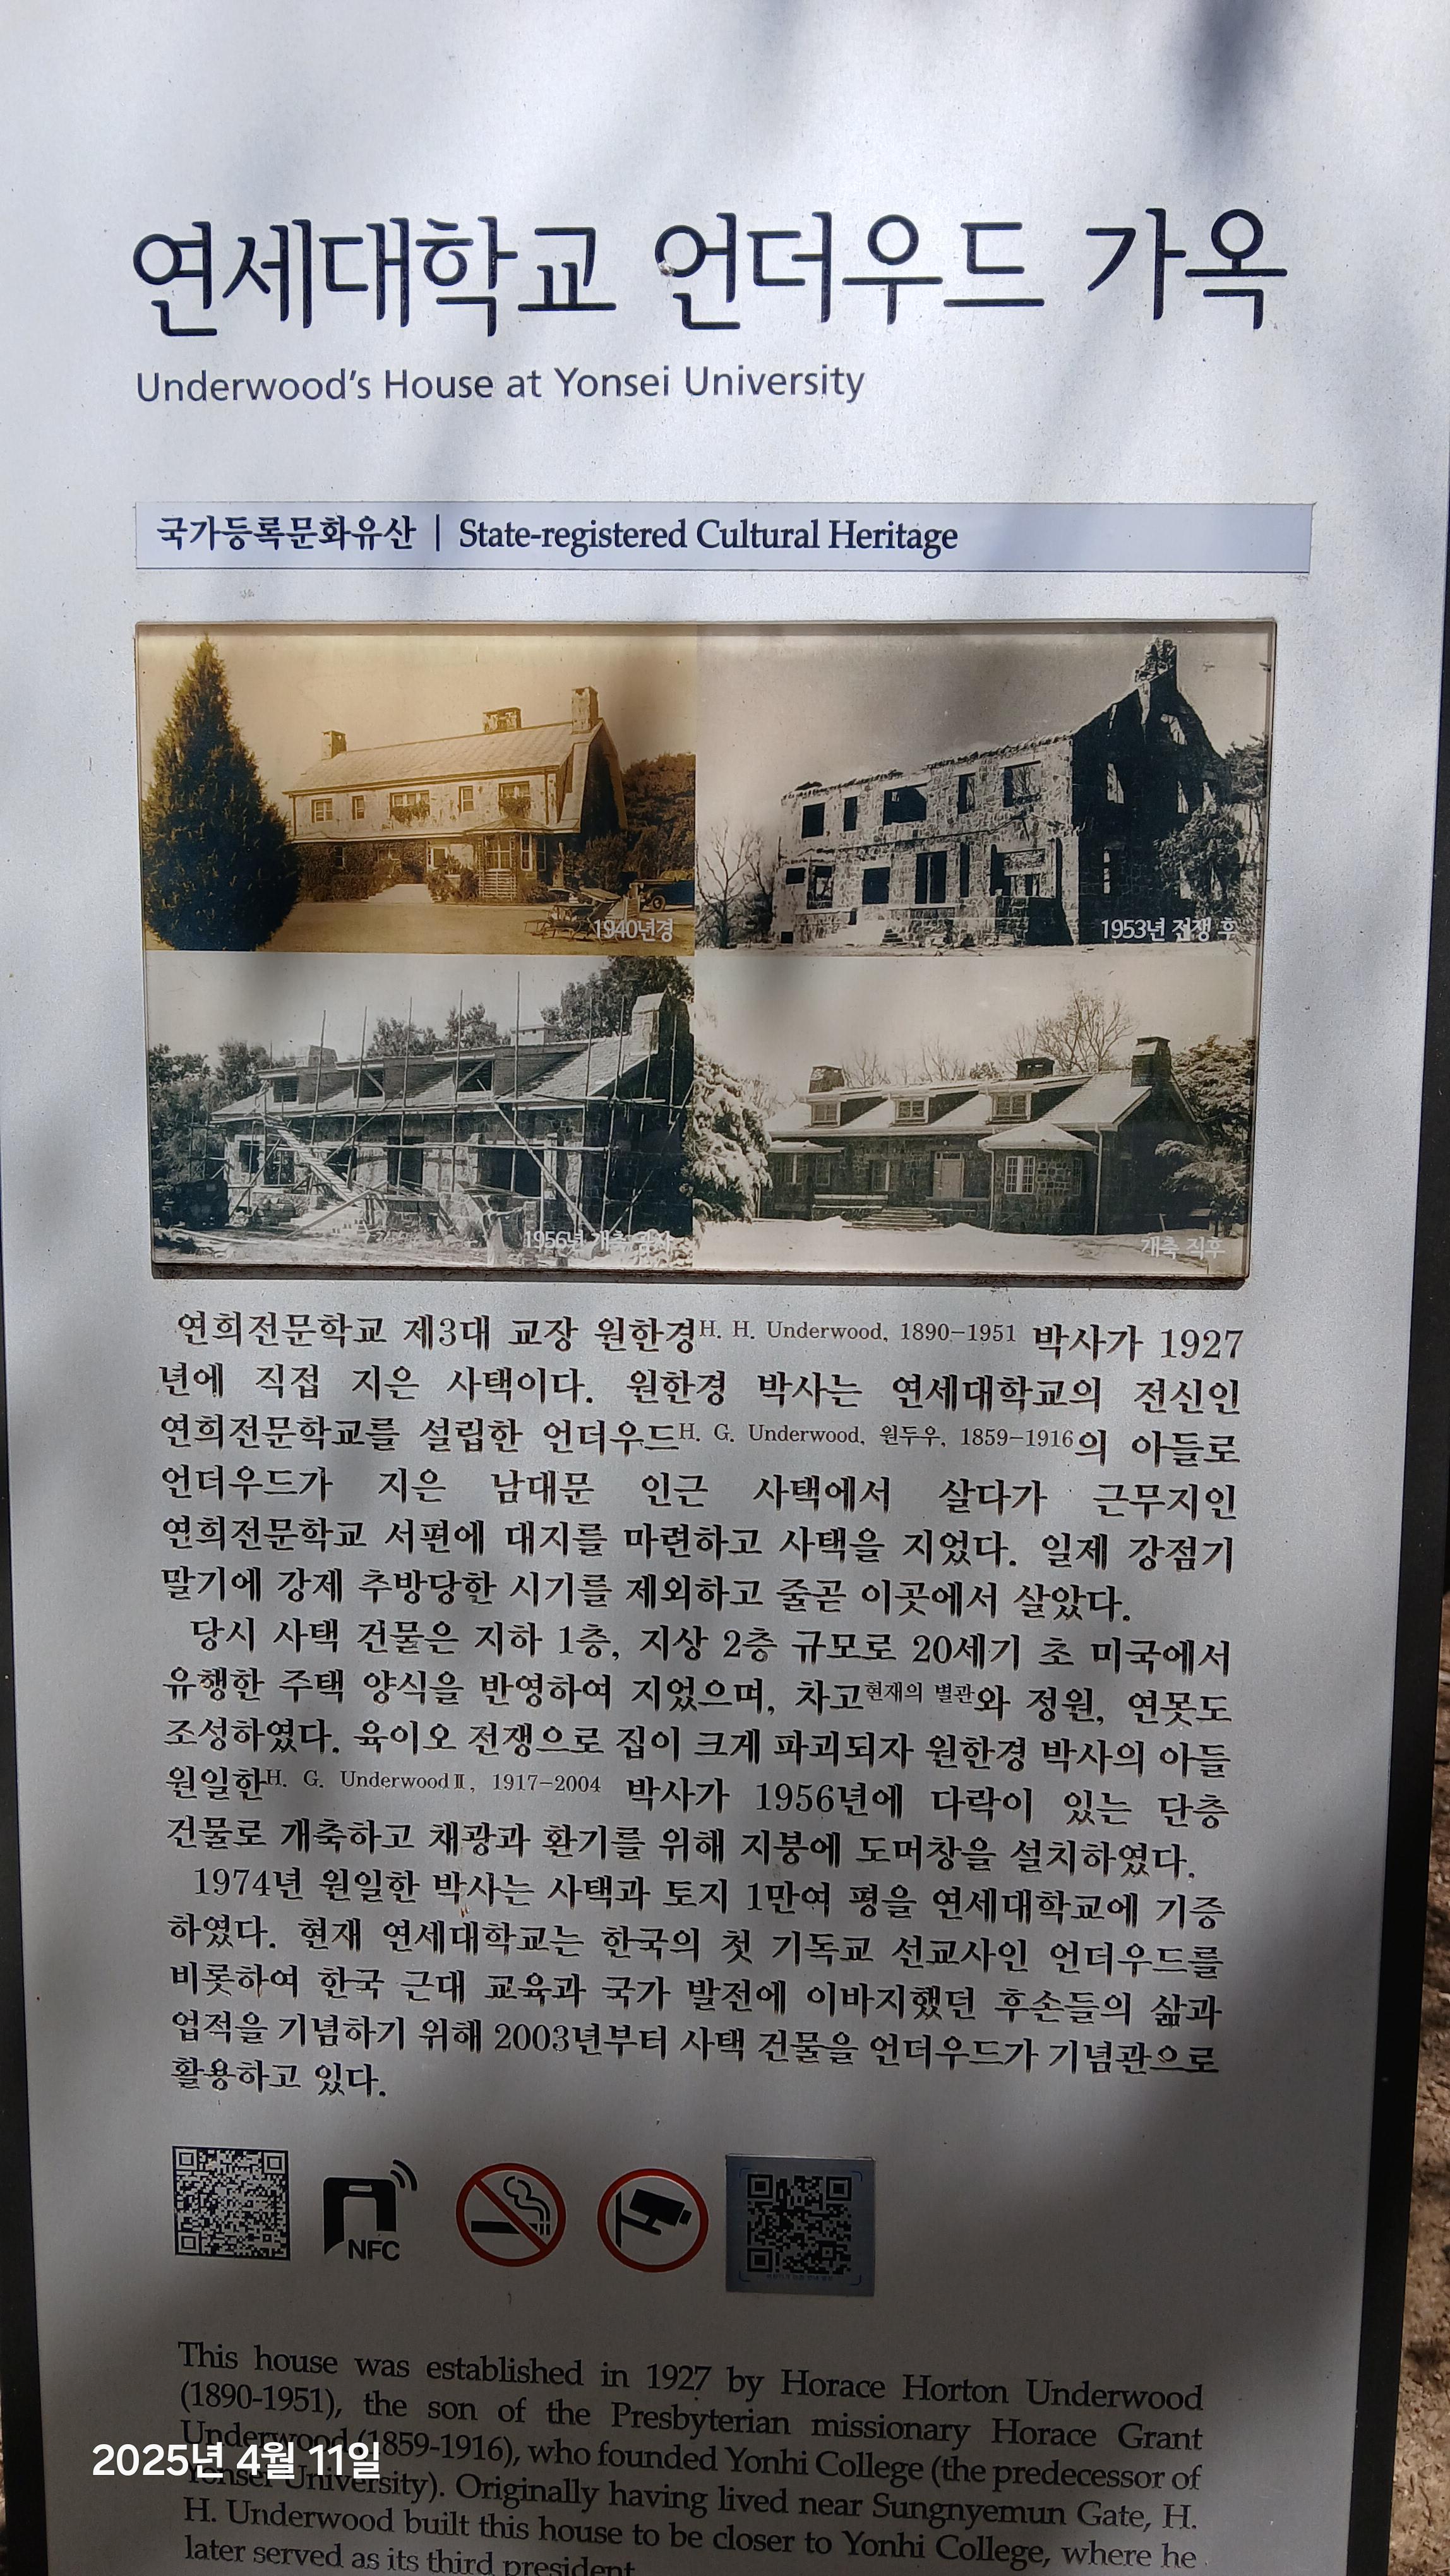 연세대학교 언더우드 가옥
Underwood's House at Yonsei University
국가등록문화유산 | State-registered Cultural Heritage
1940년경
1953년 전쟁 후
1956년 개축 공사
개축 직후
연희전문학교 제3대 교장 원한경H. H. Underwood, 1890-1951 박사가 1927
년에 직접 지은 사택이다. 원한경 박사는 연세대학교의 전신인
연희전문학교를 설립한 언더우드H. G. Underwood, 원두우, 1859-1916의 아들로
언더우드가 지은 남대문 인근 사택에서 살다가 근무지인
연희전문학교 서편에 대지를 마련하고 사택을 지었다. 일제 강점기
말기에 강제 추방당한 시기를 제외하고 줄곧 이곳에서 살았다.
당시 사택 건물은 지하 1층, 지상 2층 규모로 20세기 초 미국에서
유행한 주택 양식을 반영하여 지었으며, 차고현재의 별관와 정원, 연못도
조성하였다. 육이오 전쟁으로 집이 크게 파괴되자 원한경 박사의 아들
원일한H. G. UnderwoodⅡ, 1917-2004 박사가 1956년에 다락이 있는 단층
건물로 개축하고 채광과 환기를 위해 지붕에 도머창을 설치하였다.
1974년 원일한 박사는 사택과 토지 1만여 평을 연세대학교에 기증
하였다. 현재 연세대학교는 한국의 첫 기독교 선교사인 언더우드를
비롯하여 한국 근대 교육과 국가 발전에 이바지했던 후손들의 삶과
업적을 기념하기 위해 2003년부터 사택 건물을 언더우드가 기념관으로
활용하고 있다.
NFC
This house was established in 1927 by Horace Horton Underwood
(1890-1951), the son of the Presbyterian missionary Horace Grant
Underwood (1859-1916), who founded Yonhi College (the predecessor of
Yonsei University). Originally having lived near Sungnyemun Gate, H.
H. Underwood built this house to be closer to Yonhi College, where he
later served as its third president.
2025년 4월 11일